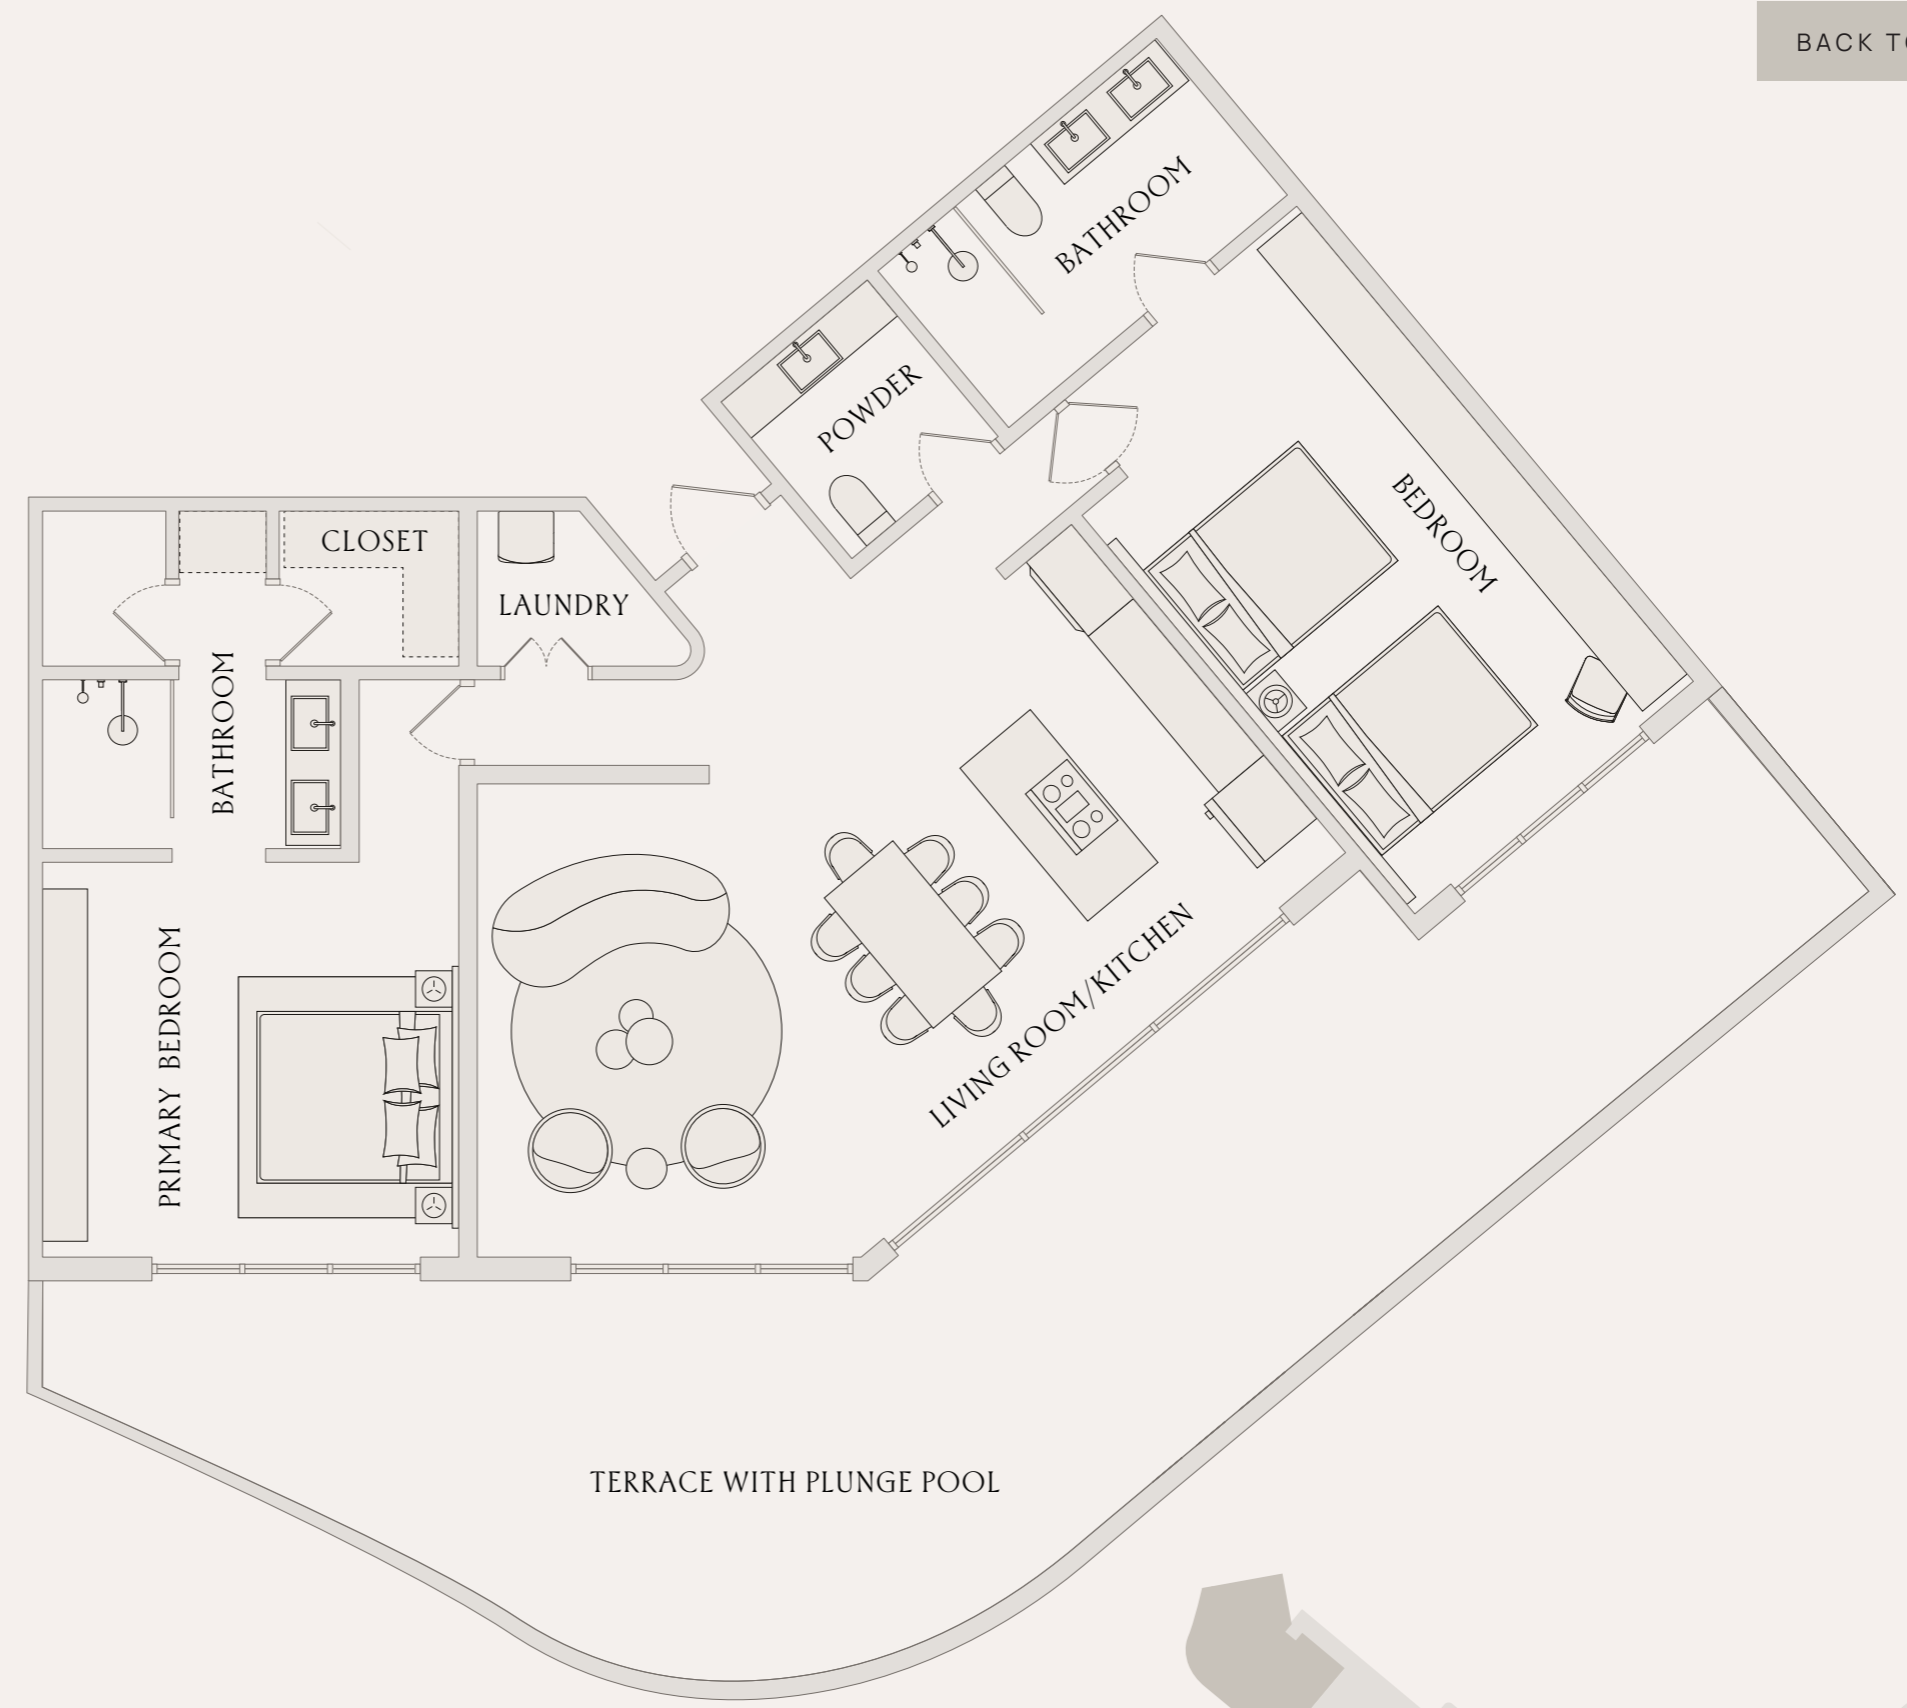 BACK TO
BATHROOM
POWDER
BEDROOM
CLOSET
LAUNDRY
BATHROOM
PRIMARY BEDROOM
LIVING ROOM/KITCHEN
TERRACE WITH PLUNGE POOL